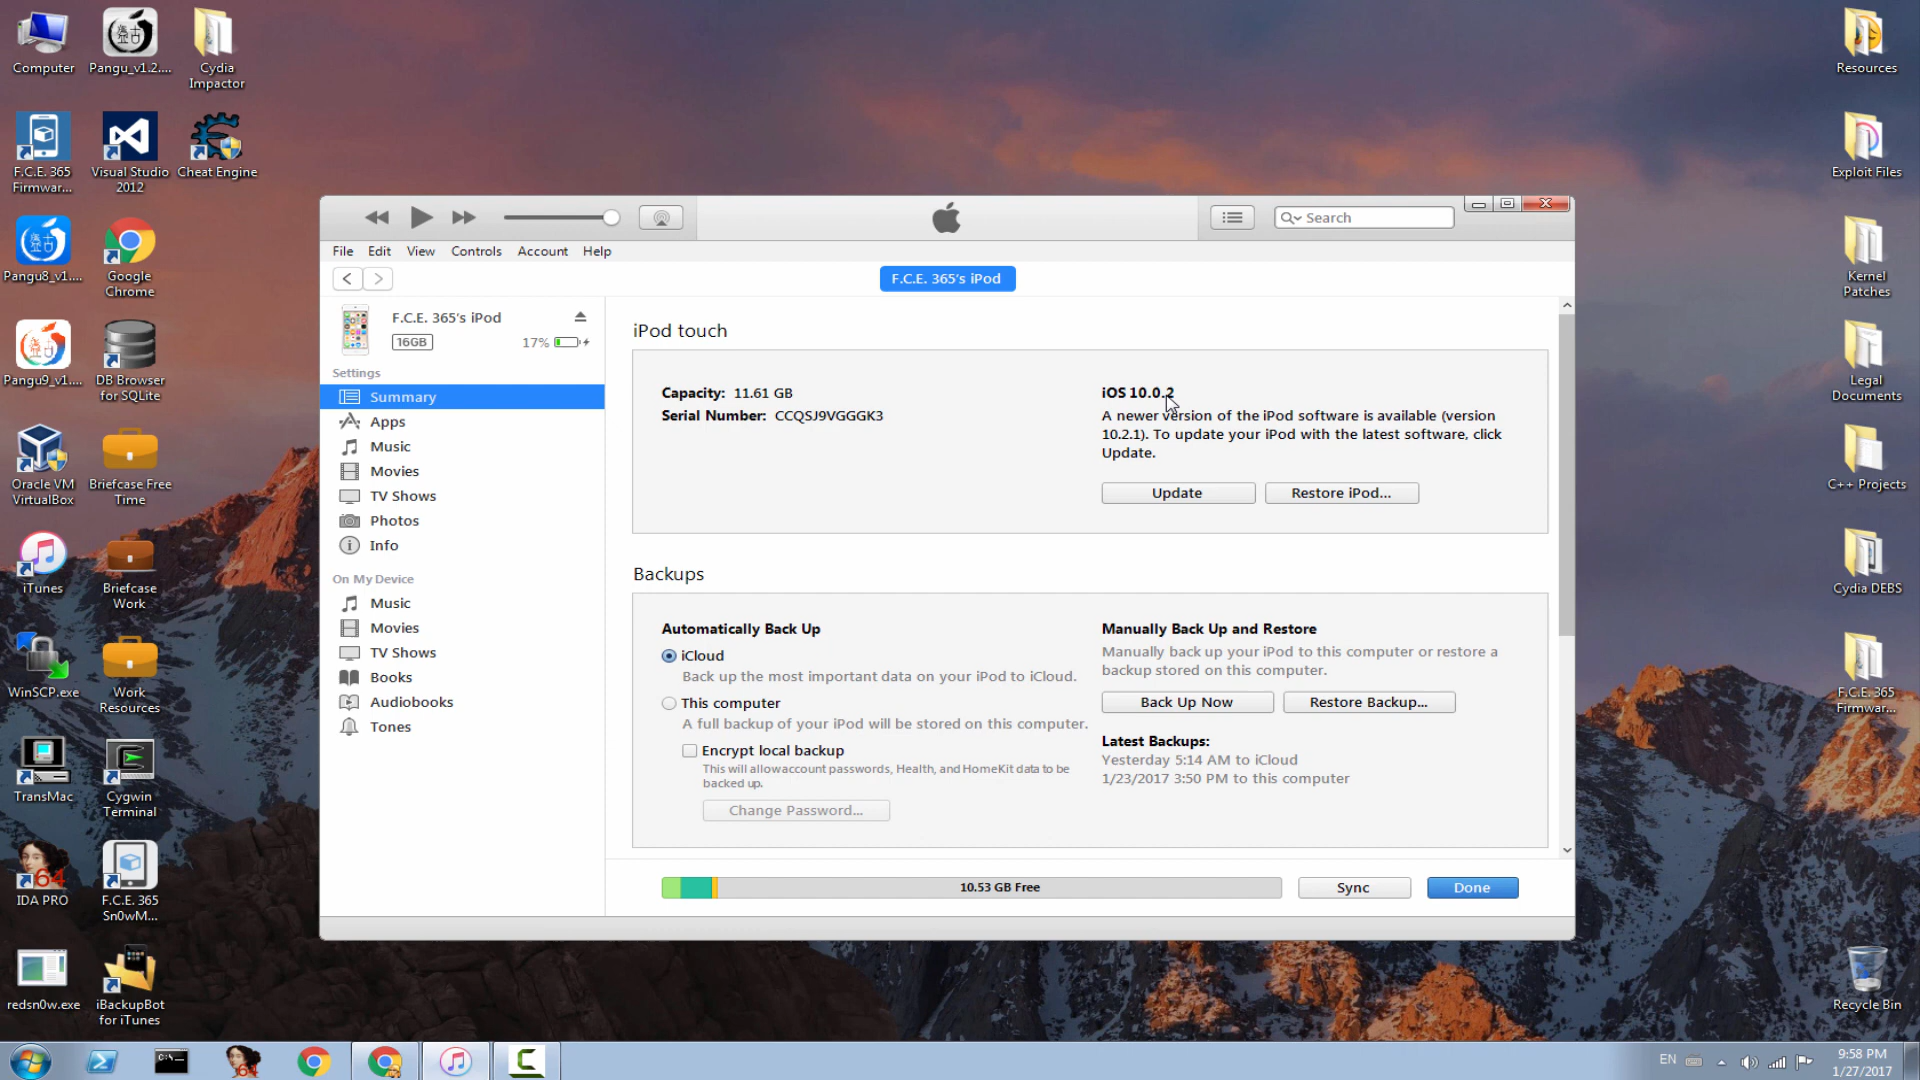 Computer
Pangu_v1.2....
Cydia
Impactor
F.C.E. 365
Firmwar...
Visual Studio
2012
Cheat Engine
Pangu8_v1....
Google
Chrome
Pangu9_v1....
DB Browser
for SQLite
Oracle VM
VirtualBox
Briefcase Free
Time
iTunes
Briefcase
Work
WinSCP.exe
Work
Resources
TransMac
Cygwin
Terminal
64
IDA PRO
F.C.E. 365
Sn0wM...
redsn0w.exe
iBackupBot
for iTunes
Search
File Edit View Controls Account Help
F.C.E. 365's iPod
F.C.E. 365's iPod
16GB
17%
Settings
Summary
Apps
Music
Movies
TV Shows
Photos
Info
On My Device
Music
Movies
TV Shows
Books
Audiobooks
Tones
iPod touch
Capacity: 11.61 GB
Serial Number: CCQSJ9VGGGK3
iOS 10.0.2
A newer version of the iPod software is available (version
10.2.1). To update your iPod with the latest software, click
Update.
Update
Restore iPod...
Backups
Automatically Back Up
iCloud
Back up the most important data on your iPod to iCloud.
This computer
A full backup of your iPod will be stored on this computer.
Encrypt local backup
This will allowaccount passwords, Health, and HomeKit data to be
backed up.
Change Password...
Manually Back Up and Restore
Manually back up your iPod to this computer or restore a
backup stored on this computer.
Back Up Now
Restore Backup...
Latest Backups:
Yesterday 5:14 AM to iCloud
1/23/2017 3:50 PM to this computer
10.53 GB Free
Sync
Done
Resources
Exploit Files
Kernel
Patches
Legal
Documents
C++ Projects
Cydia DEBS
F.C.E. 365
Firmwar...
Recycle Bin
C:\_
64
EN
9:58 PM
1/27/2017